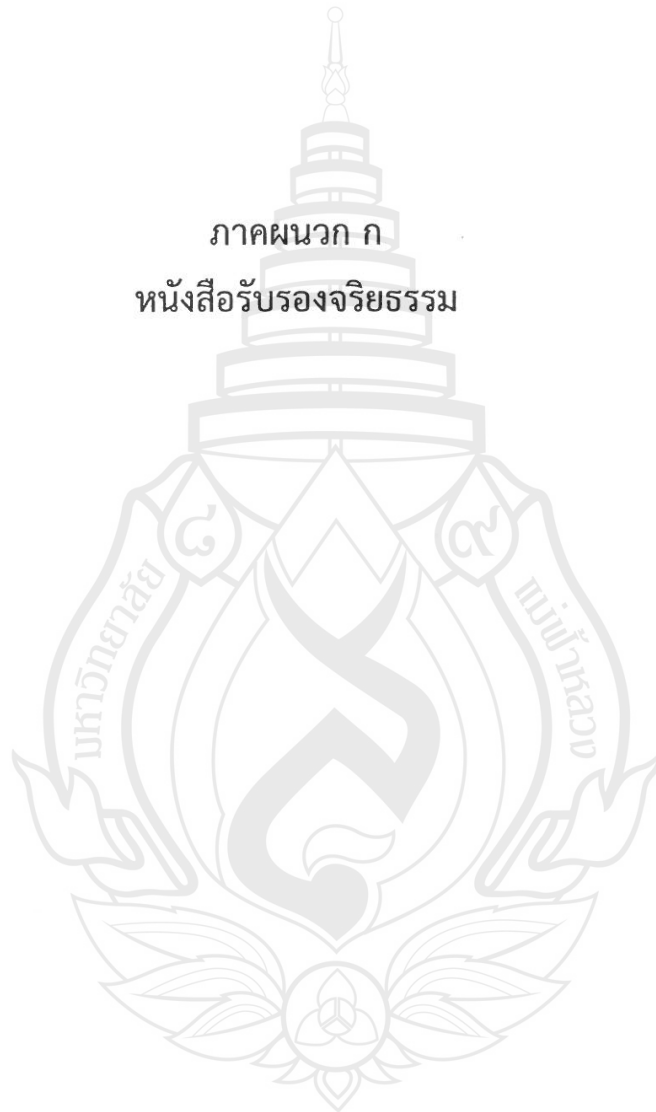 ภาคผนวก ก
หนังสือรับรองจริยธรรม
๘ ๙
มหาวิทยาลัย แม่ฟ้าหลวง